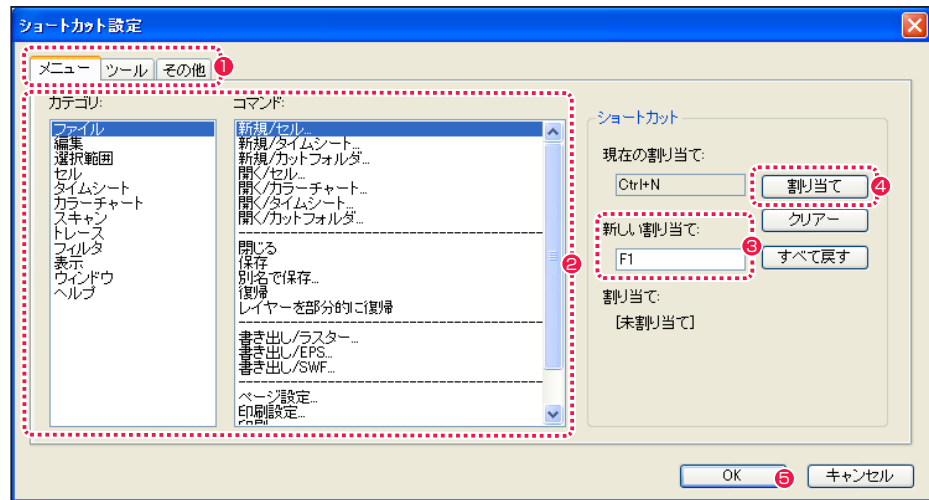 ショートカット設定
メニュー ツール その他 1
カテゴリ:
ファイル
編集
選択範囲
セル
タイムシート
カラーチャート
スキャン
トレース
フィルタ
表示
ウィンドウ
ヘルプ
コマンド:
新規/セル...
新規/タイムシート...
新規/カットフォルダ...
開く/セル...
開く/カラーチャート...
開く/タイムシート...
開く/カットフォルダ...
閉じる
保存
別名で保存...
復帰
レイヤーを部分的に復帰
書き出し/ラスター...
書き出し/EPS...
書き出し/SWF...
ページ設定...
印刷設定...
2
ショートカット
現在の割り当て:
Ctrl+N
割り当て 4
クリアー
新しい割り当て:
3
F1
すべて戻す
割り当て:
[未割り当て]
OK 5
キャンセル